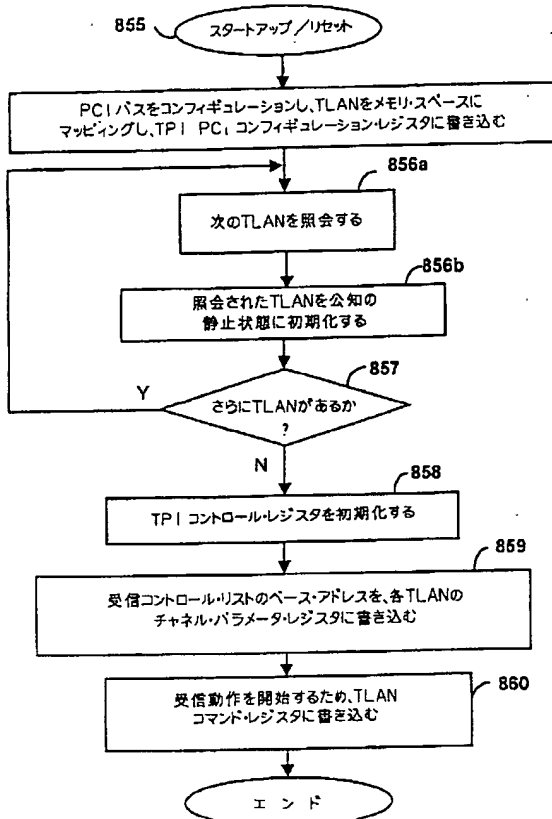 855
スタートアップ／リセット
PCIバスをコンフィギュレーションし、TLANをメモリ・スペースに
マッピングし、TPI PCI コンフィギュレーション・レジスタに書き込む
856a
次のTLANを照会する
856b
照会されたTLANを公知の
静止状態に初期化する
857
Y
さらにTLANがあるか
?
N
858
TPI コントロール・レジスタを初期化する
859
受信コントロール・リストのベース・アドレスを、各TLANの
チャネル・パラメータ・レジスタに書き込む
860
受信動作を開始するため、TLAN
コマンド・レジスタに書き込む
エンド